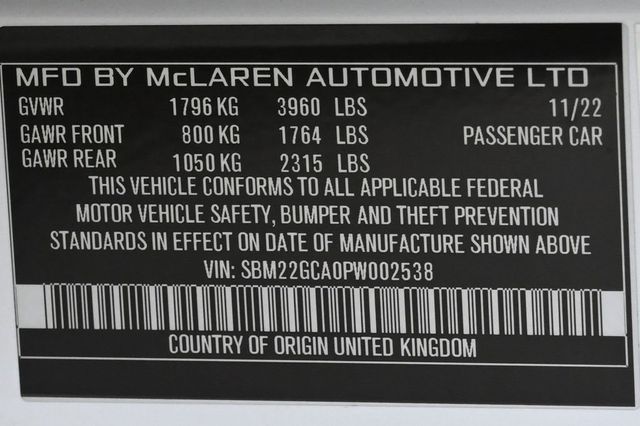 MFD BY McLAREN AUTOMOTIVE LTD
GVWR 1796 KG 3960 LBS 11/22
GAWR FRONT 800 KG 1764 LBS PASSENGER CAR
GAWR REAR 1050 KG 2315 LBS
THIS VEHICLE CONFORMS TO ALL APPLICABLE FEDERAL
MOTOR VEHICLE SAFETY, BUMPER AND THEFT PREVENTION
STANDARDS IN EFFECT ON DATE OF MANUFACTURE SHOWN ABOVE
VIN: SBM22GCA0PW002538
COUNTRY OF ORIGIN UNITED KINGDOM